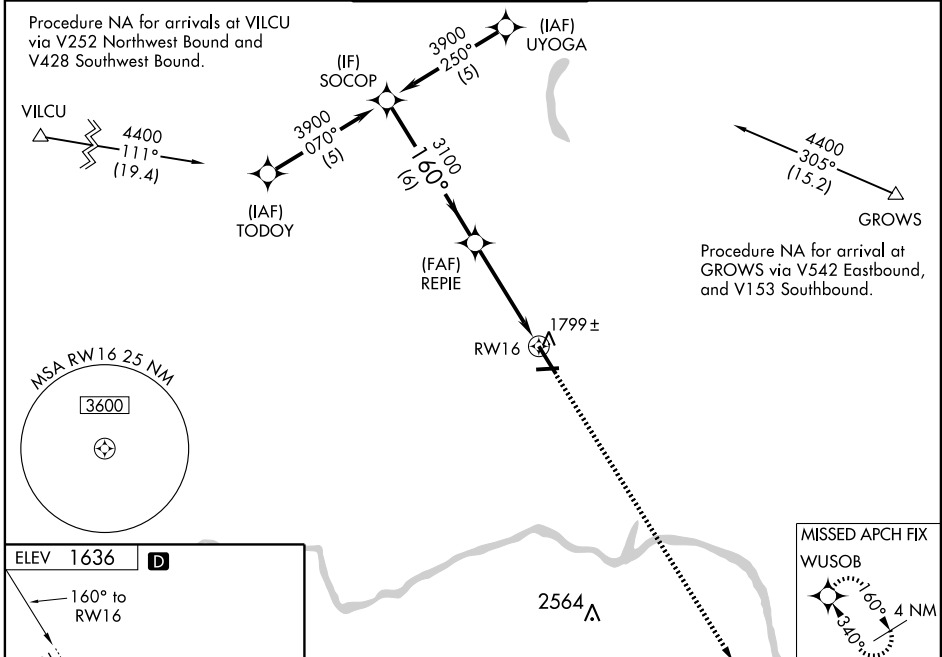 Procedure NA for arrivals at VILCU
via V252 Northwest Bound and
V428 Southwest Bound.
(IAF)
UYOGA
3900
250°
(5)
(IF)
SOCOP
VILCU
4400
111°
(19.4)
3900
070°
(5)
(IAF)
TODOY
3100
160°
(6)
4400
305°
(15.2)
GROWS
Procedure NA for arrival at
GROWS via V542 Eastbound,
and V153 Southbound.
(FAF)
REPIE
RW16
1799±
MSA RW16 25 NM
3600
ELEV 1636 D
160° to
RW16
2564
MISSED APCH FIX
WUSOB
160°
340°
4 NM